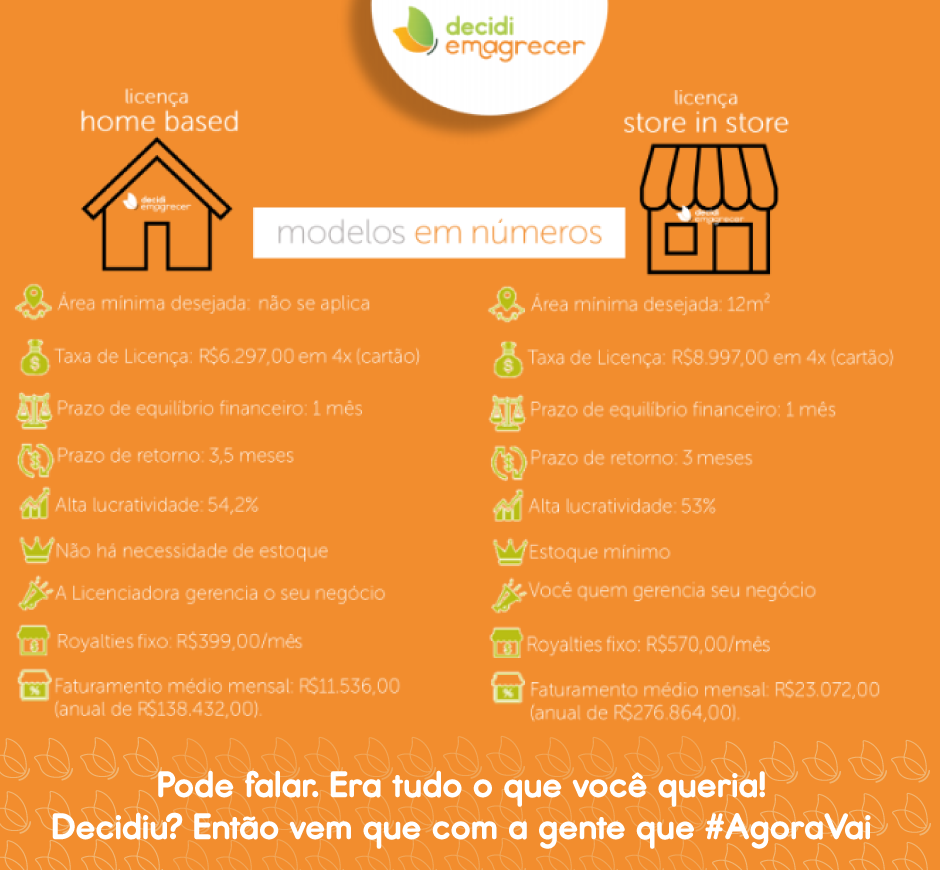 decidi
emagrecer
licença
home based
decidi
emagrecer
licença
store in store
decidi
emagrecer
modelos em números
Área mínima desejada: não se aplica
Taxa de Licença: R$6.297,00 em 4x (cartão)
Prazo de equilíbrio financeiro: 1 mês
Prazo de retorno: 3,5 meses
Alta lucratividade: 54,2%
Não há necessidade de estoque
A Licenciadora gerencia o seu negócio
Royalties fixo: R$399,00/mês
Faturamento médio mensal: R$11.536,00
(anual de R$138.432,00).
Área mínima desejada: 12m²
Taxa de Licença: R$8.997,00 em 4x (cartão)
Prazo de equilíbrio financeiro: 1 mês
Prazo de retorno: 3 meses
Alta lucratividade: 53%
Estoque mínimo
Você quem gerencia seu negócio
Royalties fixo: R$570,00/mês
Faturamento médio mensal: R$23.072,00
(anual de R$276.864,00).
Pode falar. Era tudo o que você queria!
Decidiu? Então vem que com a gente que #AgoraVai